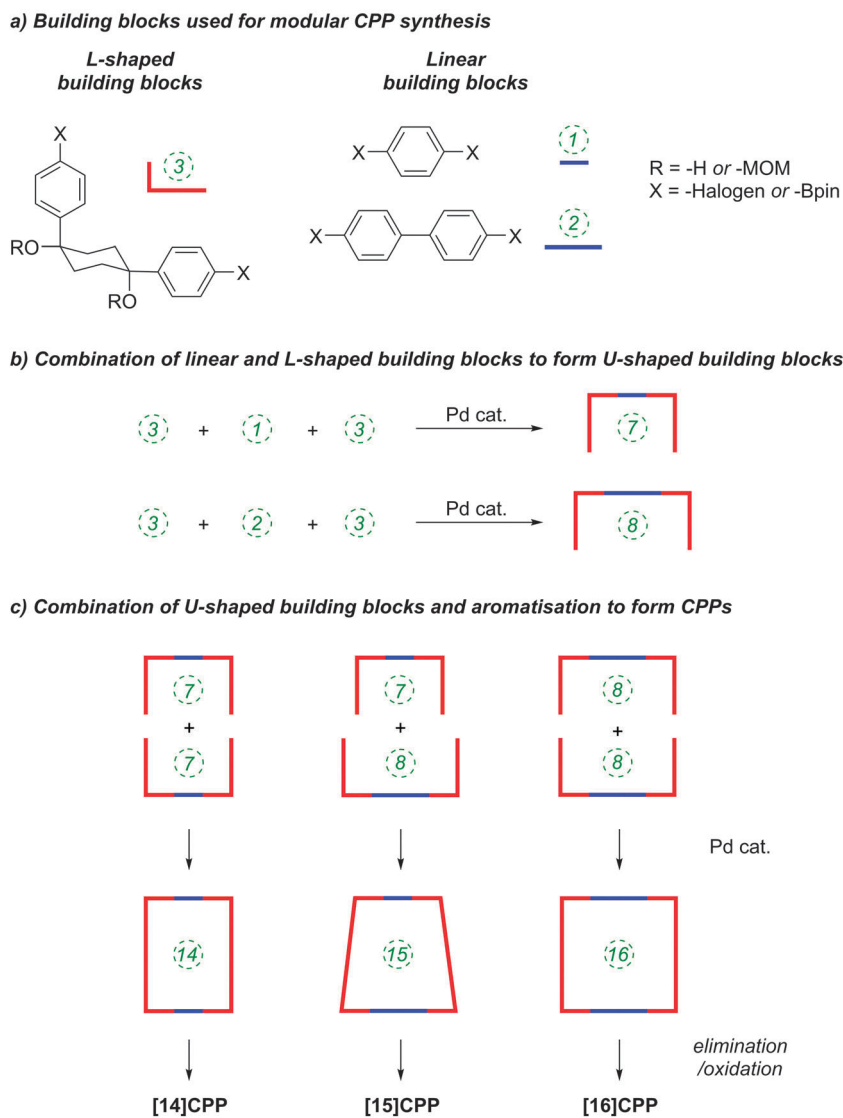 a) Building blocks used for modular CPP synthesis
L-shaped
building blocks
Linear
building blocks
X
3
RO
RO
X
X
X
1
X
X
2
R = -H or -MOM
X = -Halogen or -Bpin
b) Combination of linear and L-shaped building blocks to form U-shaped building blocks
3 + 1 + 3 Pd cat. 7
3 + 2 + 3 Pd cat. 8
c) Combination of U-shaped building blocks and aromatisation to form CPPs
7 7 8
+ + +
7 8 8
Pd cat.
14 15 16
elimination
/oxidation
[14]CPP [15]CPP [16]CPP